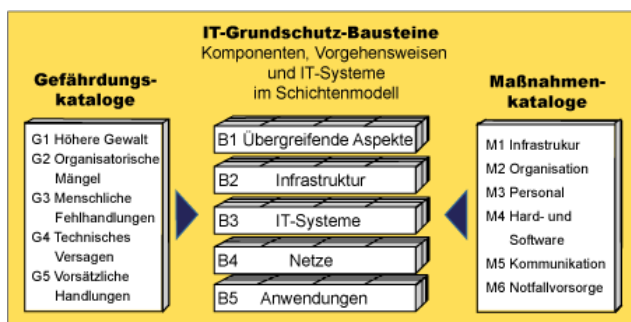 IT-Grundschutz-Bausteine
Komponenten, Vorgehensweisen
und IT-Systeme
im Schichtenmodell
Gefährdungs-
kataloge
G1 Höhere Gewalt
G2 Organisatorische
Mängel
G3 Menschliche
Fehlhandlungen
G4 Technisches
Versagen
G5 Vorsätzliche
Handlungen
B1 Übergreifende Aspekte
B2 Infrastruktur
B3 IT-Systeme
B4 Netze
B5 Anwendungen
Maßnahmen-
kataloge
M1 Infrastrukur
M2 Organisation
M3 Personal
M4 Hard- und
Software
M5 Kommunikation
M6 Notfallvorsorge